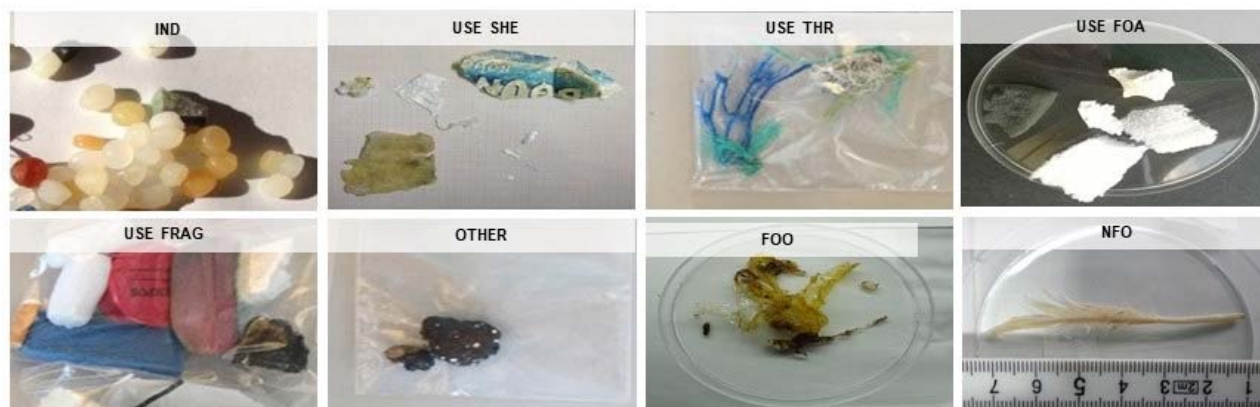 IND
USE SHE
USE THR
USE FOA
USE FRAG
OTHER
FOO
NFO
7 6 5 4 3 2m 2 1